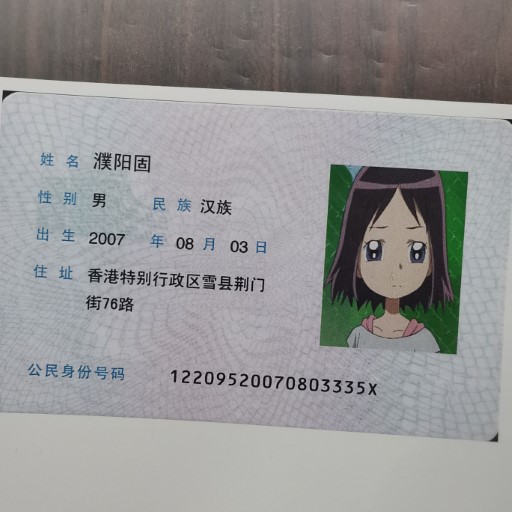 姓名 濮阳固
性别 男 民族 汉族
出生 2007 年 08 月 03 日
住址 香港特别行政区雪县荆门
街76路
公民身份号码 12209520070803335X